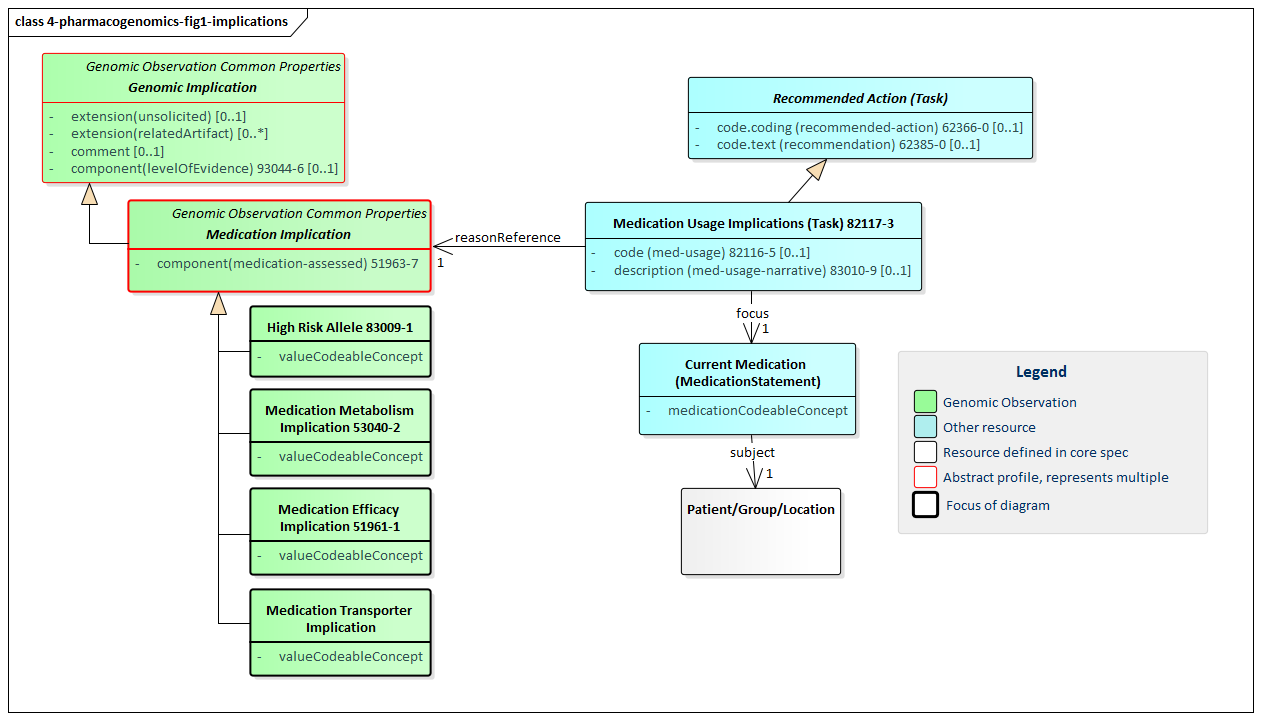 class 4-pharmacogenomics-fig1-implications
Genomic Observation Common Properties
Genomic Implication
- extension(unsolicited) [0..1]
- extension(relatedArtifact) [0..*]
- comment [0..1]
- component(levelOfEvidence) 93044-6 [0..1]
Recommended Action (Task)
- code.coding (recommended-action) 62366-0 [0..1]
- code.text (recommendation) 62385-0 [0..1]
Genomic Observation Common Properties
Medication Implication
- component(medication-assessed) 51963-7
reasonReference
1
Medication Usage Implications (Task) 82117-3
- code (med-usage) 82116-5 [0..1]
- description (med-usage-narrative) 83010-9 [0..1]
High Risk Allele 83009-1
- valueCodeableConcept
Medication Metabolism
Implication 53040-2
- valueCodeableConcept
Medication Efficacy
Implication 51961-1
- valueCodeableConcept
Medication Transporter
Implication
- valueCodeableConcept
focus
1
Current Medication
(MedicationStatement)
- medicationCodeableConcept
subject
1
Patient/Group/Location
Legend
Genomic Observation
Other resource
Resource defined in core spec
Abstract profile, represents multiple
Focus of diagram